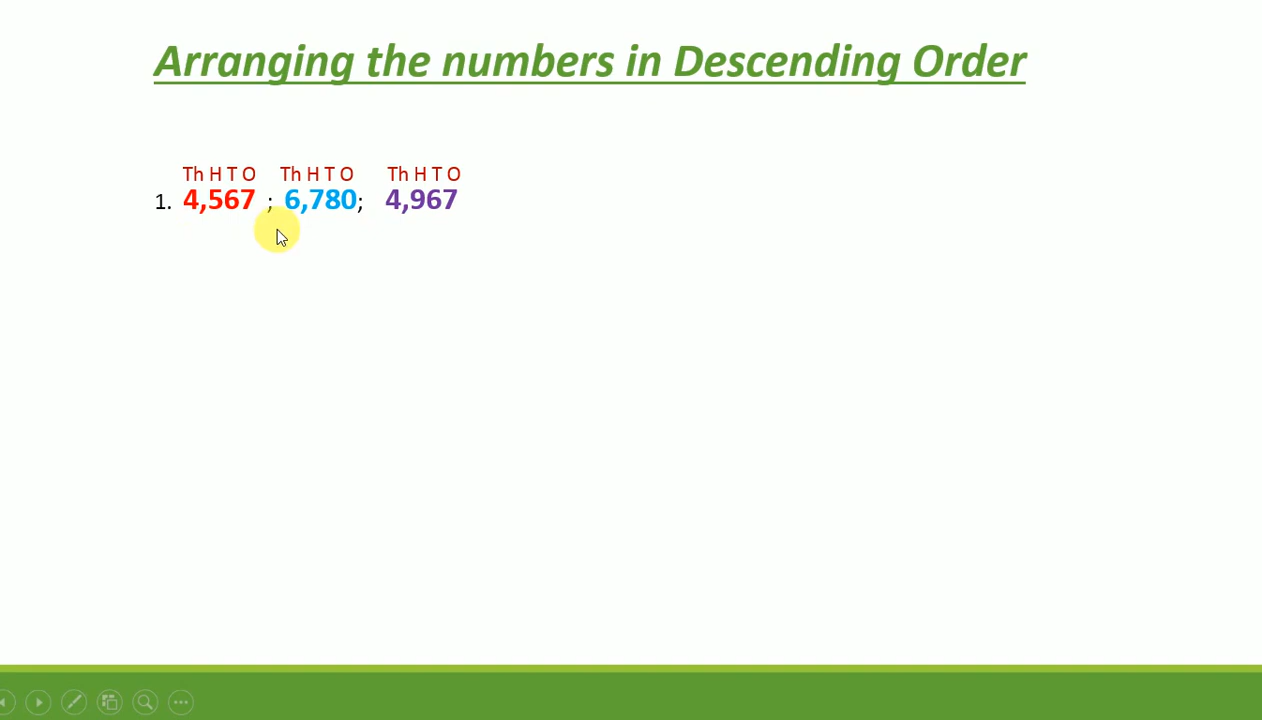 Arranging the numbers in Descending Order
Th H T O Th H T O Th H T O
1. 4,567 ; 6,780; 4,967